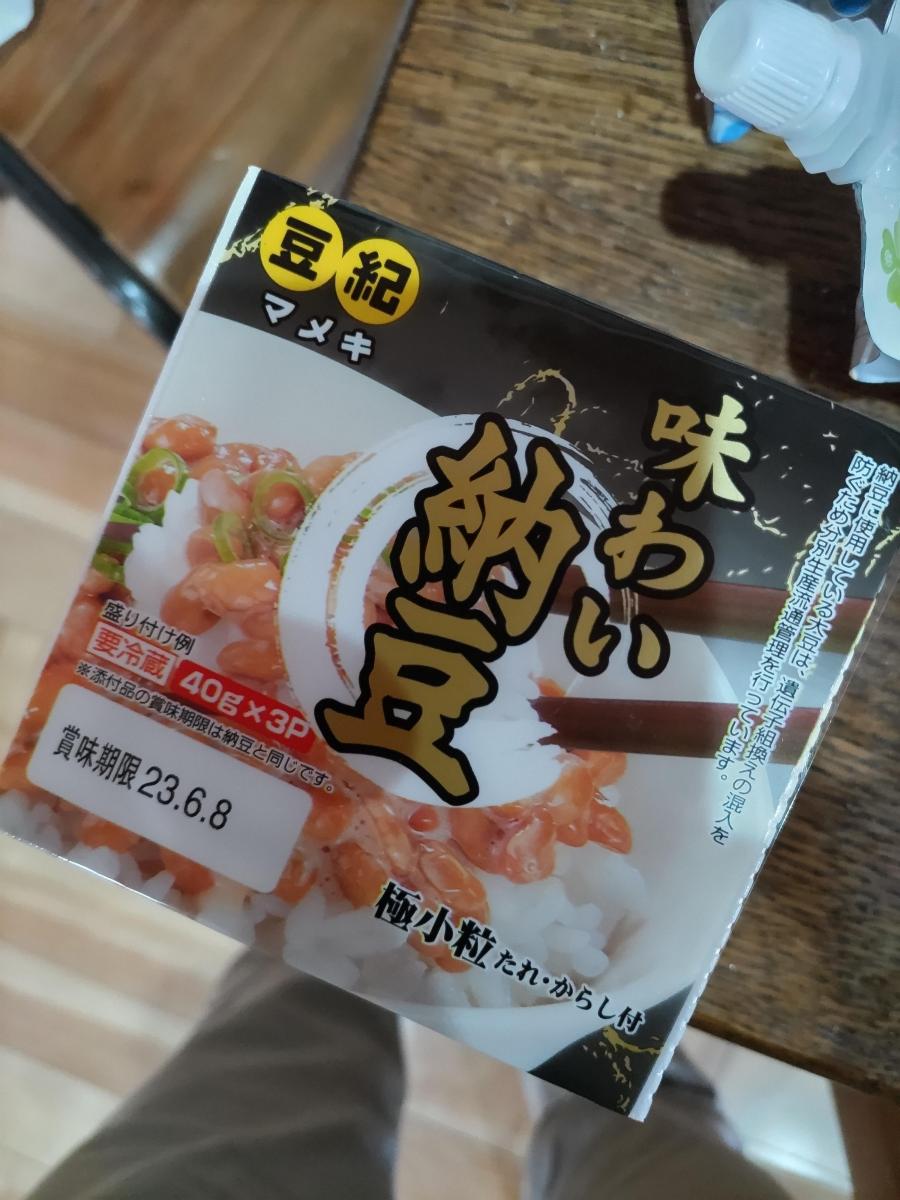 豆紀
マメキ
味わい
納豆
納豆に使用している大豆は、遺伝子組換えの混入を
防ぐため分別生産流通管理を行っています。
盛り付け例
要冷蔵 40g×3P
※添付品の賞味期限は納豆と同じです。
賞味期限 23.6.8
極小粒 たれ・からし付